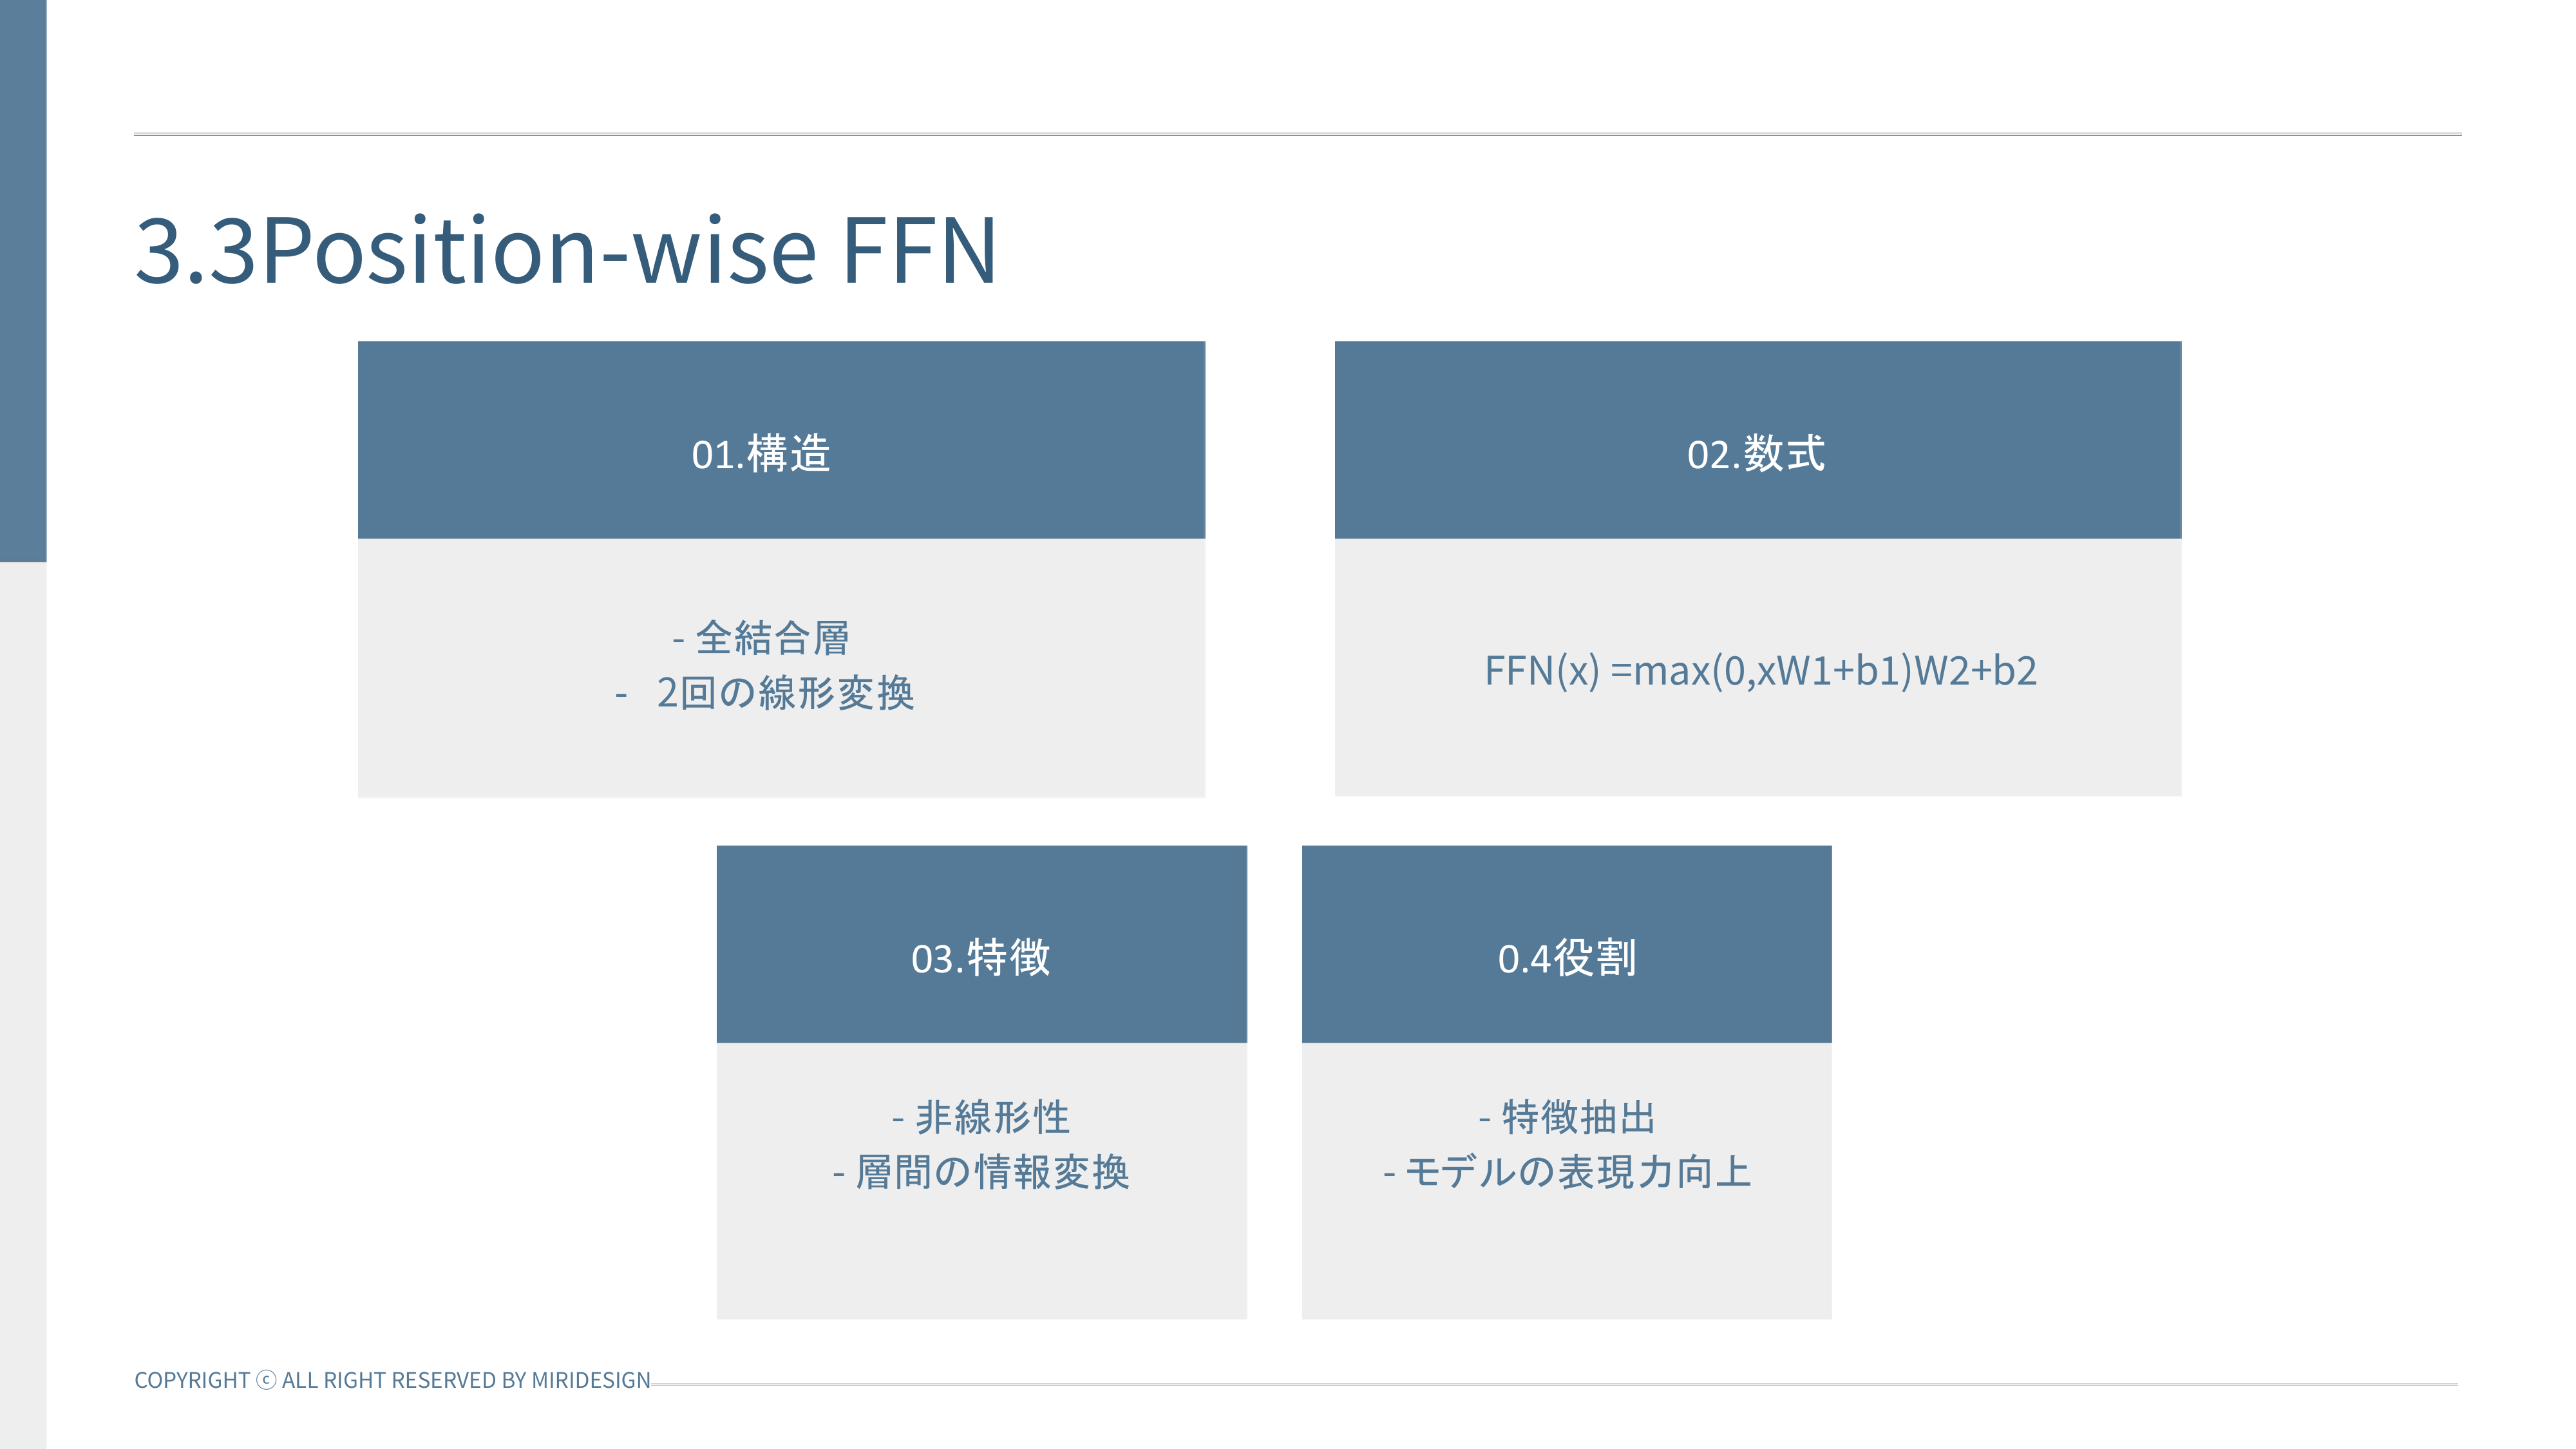 3.3Position-wise FFN
01.構造
- 全結合層
- 2回の線形変換
02.数式
FFN(x) =max(0,xW1+b1)W2+b2
03.特徴
- 非線形性
- 層間の情報変換
0.4役割
- 特徴抽出
- モデルの表現力向上
COPYRIGHT ⓒ ALL RIGHT RESERVED BY MIRIDESIGN